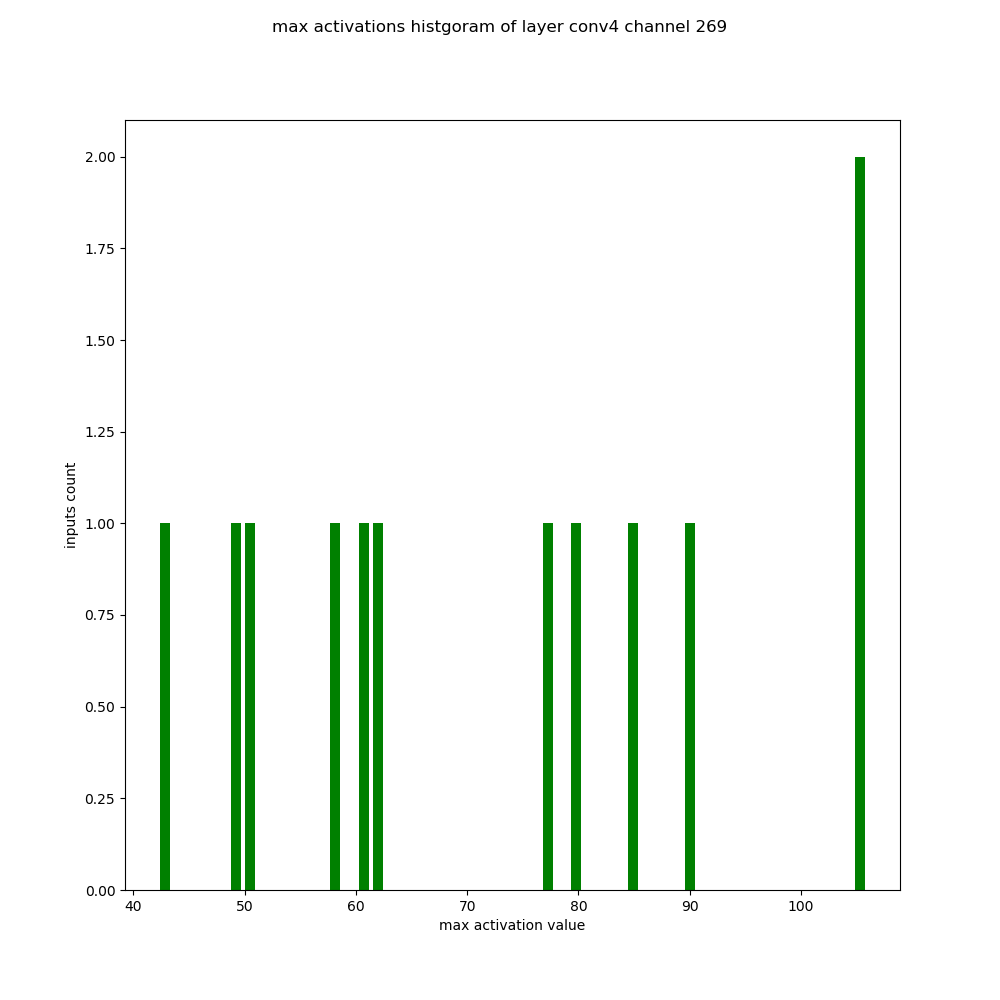 max activations histgoram of layer conv4 channel 269
2.00
1.75
1.50
1.25
1.00
0.75
0.50
0.25
0.00
inputs count
40 50 60 70 80 90 100
max activation value